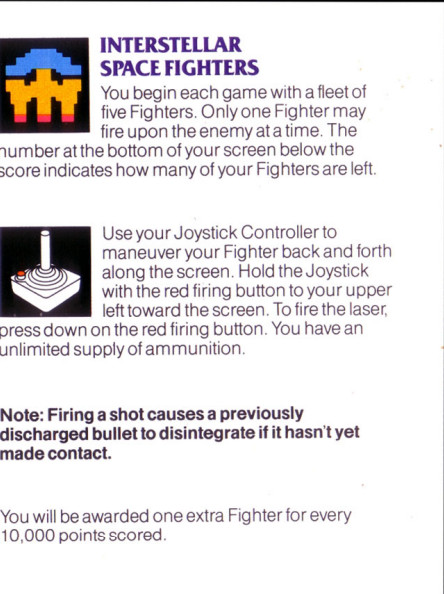 INTERSTELLAR
SPACE FIGHTERS
You begin each game with a fleet of
five Fighters. Only one Fighter may
fire upon the enemy at a time. The
number at the bottom of your screen below the
score indicates how many of your Fighters are left.
Use your Joystick Controller to
maneuver your Fighter back and forth
along the screen. Hold the Joystick
with the red firing button to your upper
left toward the screen. To fire the laser,
press down on the red firing button. You have an
unlimited supply of ammunition.
Note: Firing a shot causes a previously
discharged bullet to disintegrate if it hasn't yet
made contact.
You will be awarded one extra Fighter for every
10,000 points scored.